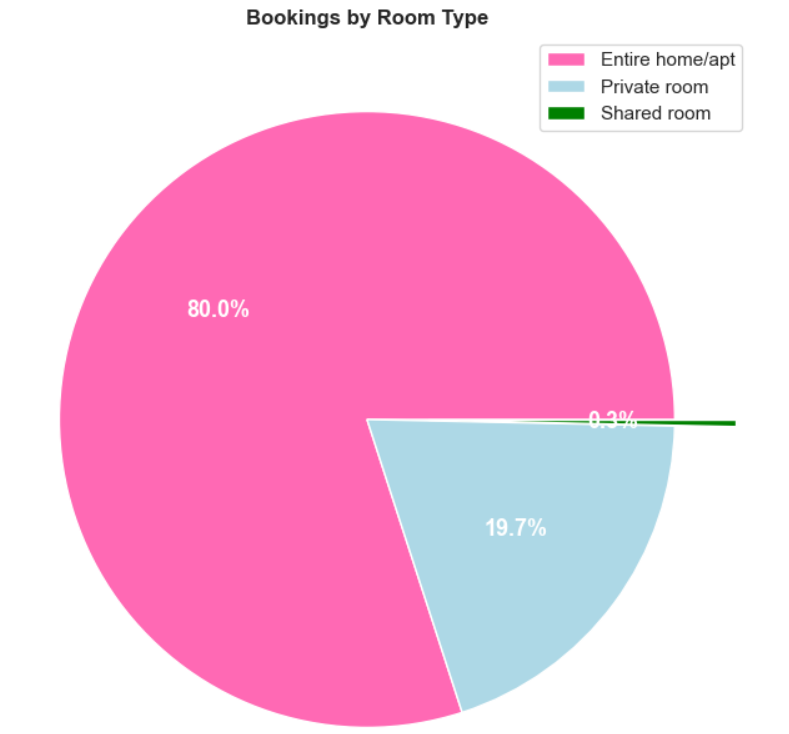 Bookings by Room Type
Entire home/apt
Private room
Shared room
80.0%
0.3%
19.7%